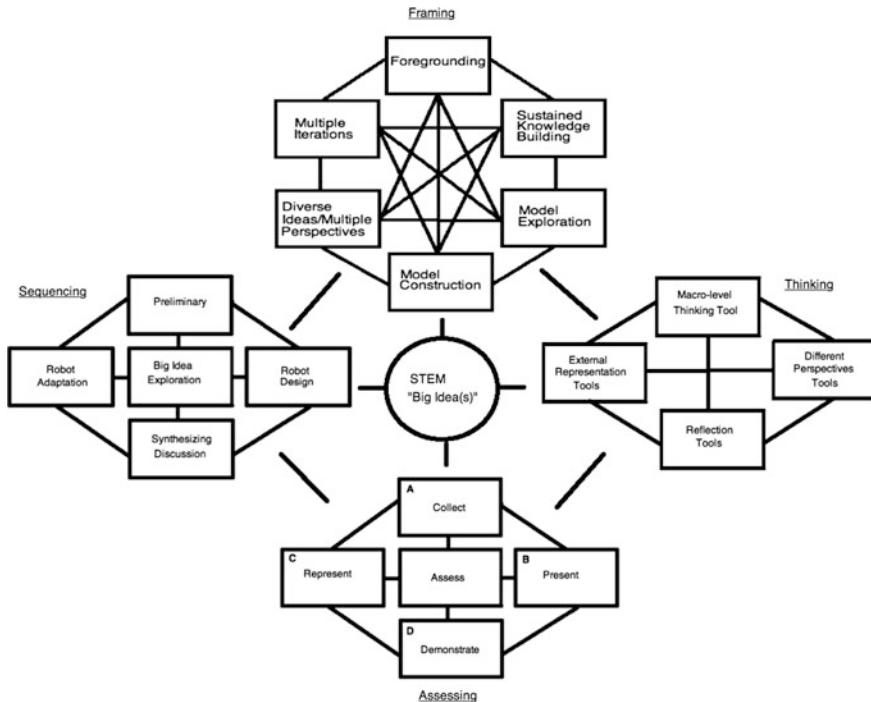 Framing
Foregrounding
Multiple
Iterations
Sustained
Knowledge
Building
Diverse
Ideas/Multiple
Perspectives
Model
Exploration
Model
Construction
Sequencing
Preliminary
Robot
Adaptation
Big Idea
Exploration
Robot
Design
Synthesizing
Discussion
STEM
"Big Idea(s)"
Thinking
Macro-level
Thinking Tool
External
Representation
Tools
Different
Perspectives
Tools
Reflection
Tools
A
Collect
C
Represent
Assess
B
Present
D
Demonstrate
Assessing